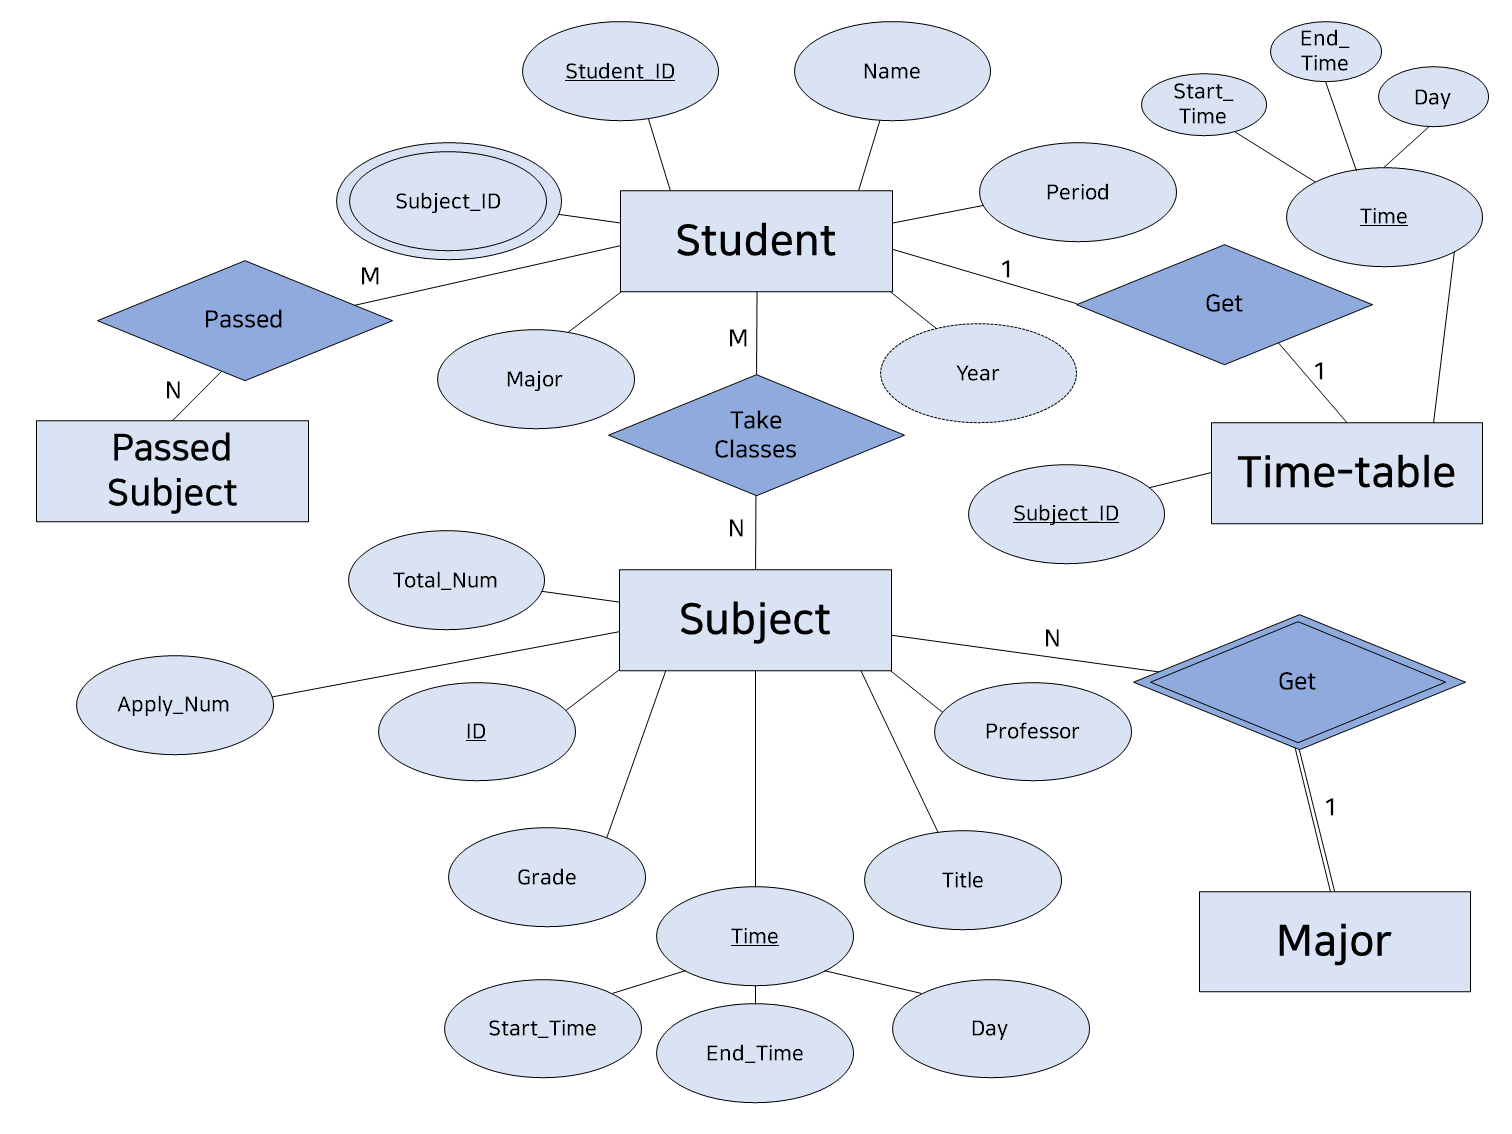 Student_ID
Name
End_
Time
Start_
Time
Day
Subject_ID
Period
Time
Student
M
1
Passed
Get
M
Major
Year
1
N
Take
Classes
Passed
Subject
Time-table
Subject_ID
N
Total_Num
Subject
N
Apply_Num
ID
Professor
Get
1
Grade
Title
Time
Major
Start_Time
End_Time
Day